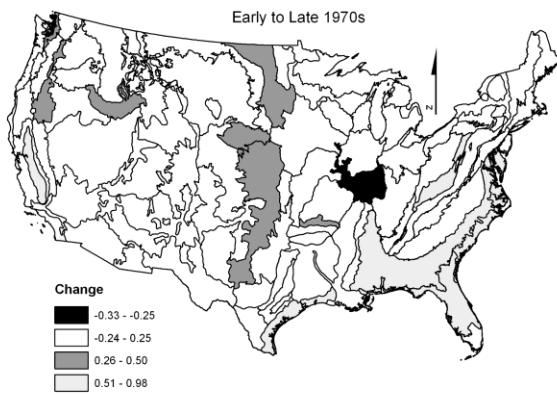 Early to Late 1970s
N
Change
-0.33 - -0.25
-0.24 - 0.25
0.26 - 0.50
0.51 - 0.98